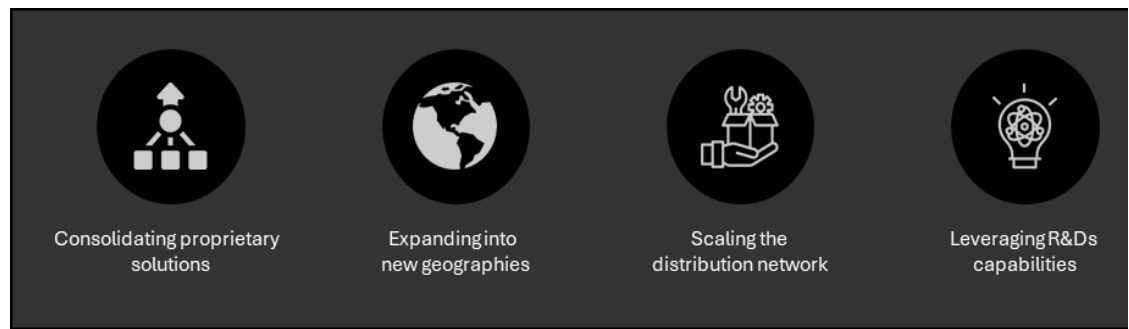 Consolidating proprietary
solutions
Expanding into
new geographies
Scaling the
distribution network
Leveraging R&Ds
capabilities